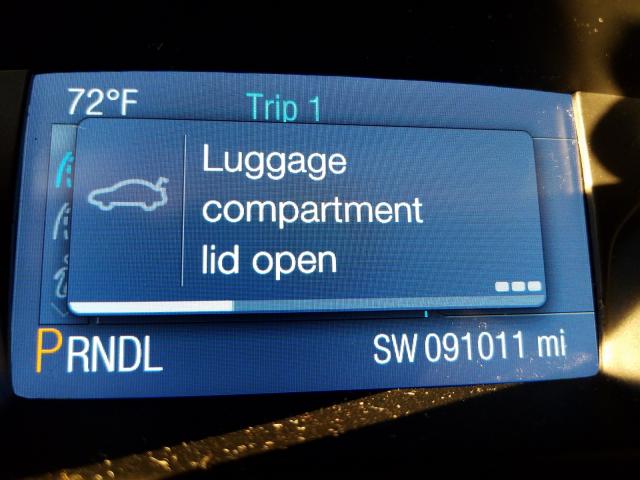 72°F
Trip 1
Luggage
compartment
lid open
PRNDL
SW 091011 mi